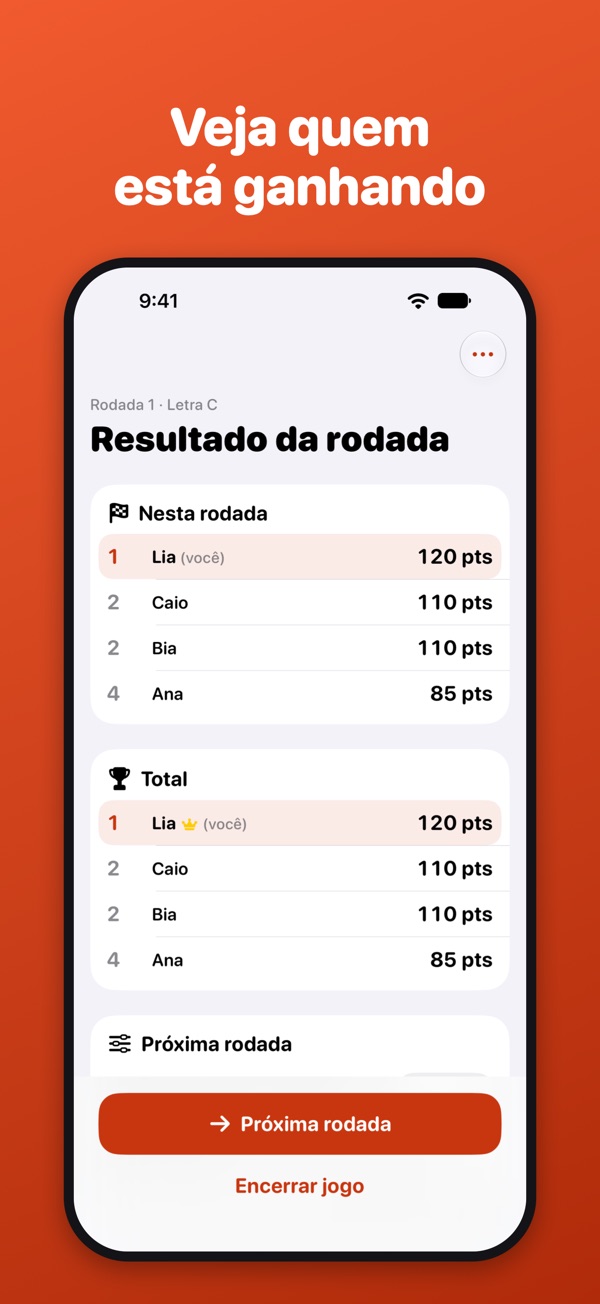 Veja quem
está ganhando
9:41
Rodada 1 · Letra C
Resultado da rodada
Nesta rodada
1 Lia (você) 120 pts
2 Caio 110 pts
2 Bia 110 pts
4 Ana 85 pts
Total
1 Lia 👑 (você) 120 pts
2 Caio 110 pts
2 Bia 110 pts
4 Ana 85 pts
Próxima rodada
→ Próxima rodada
Encerrar jogo